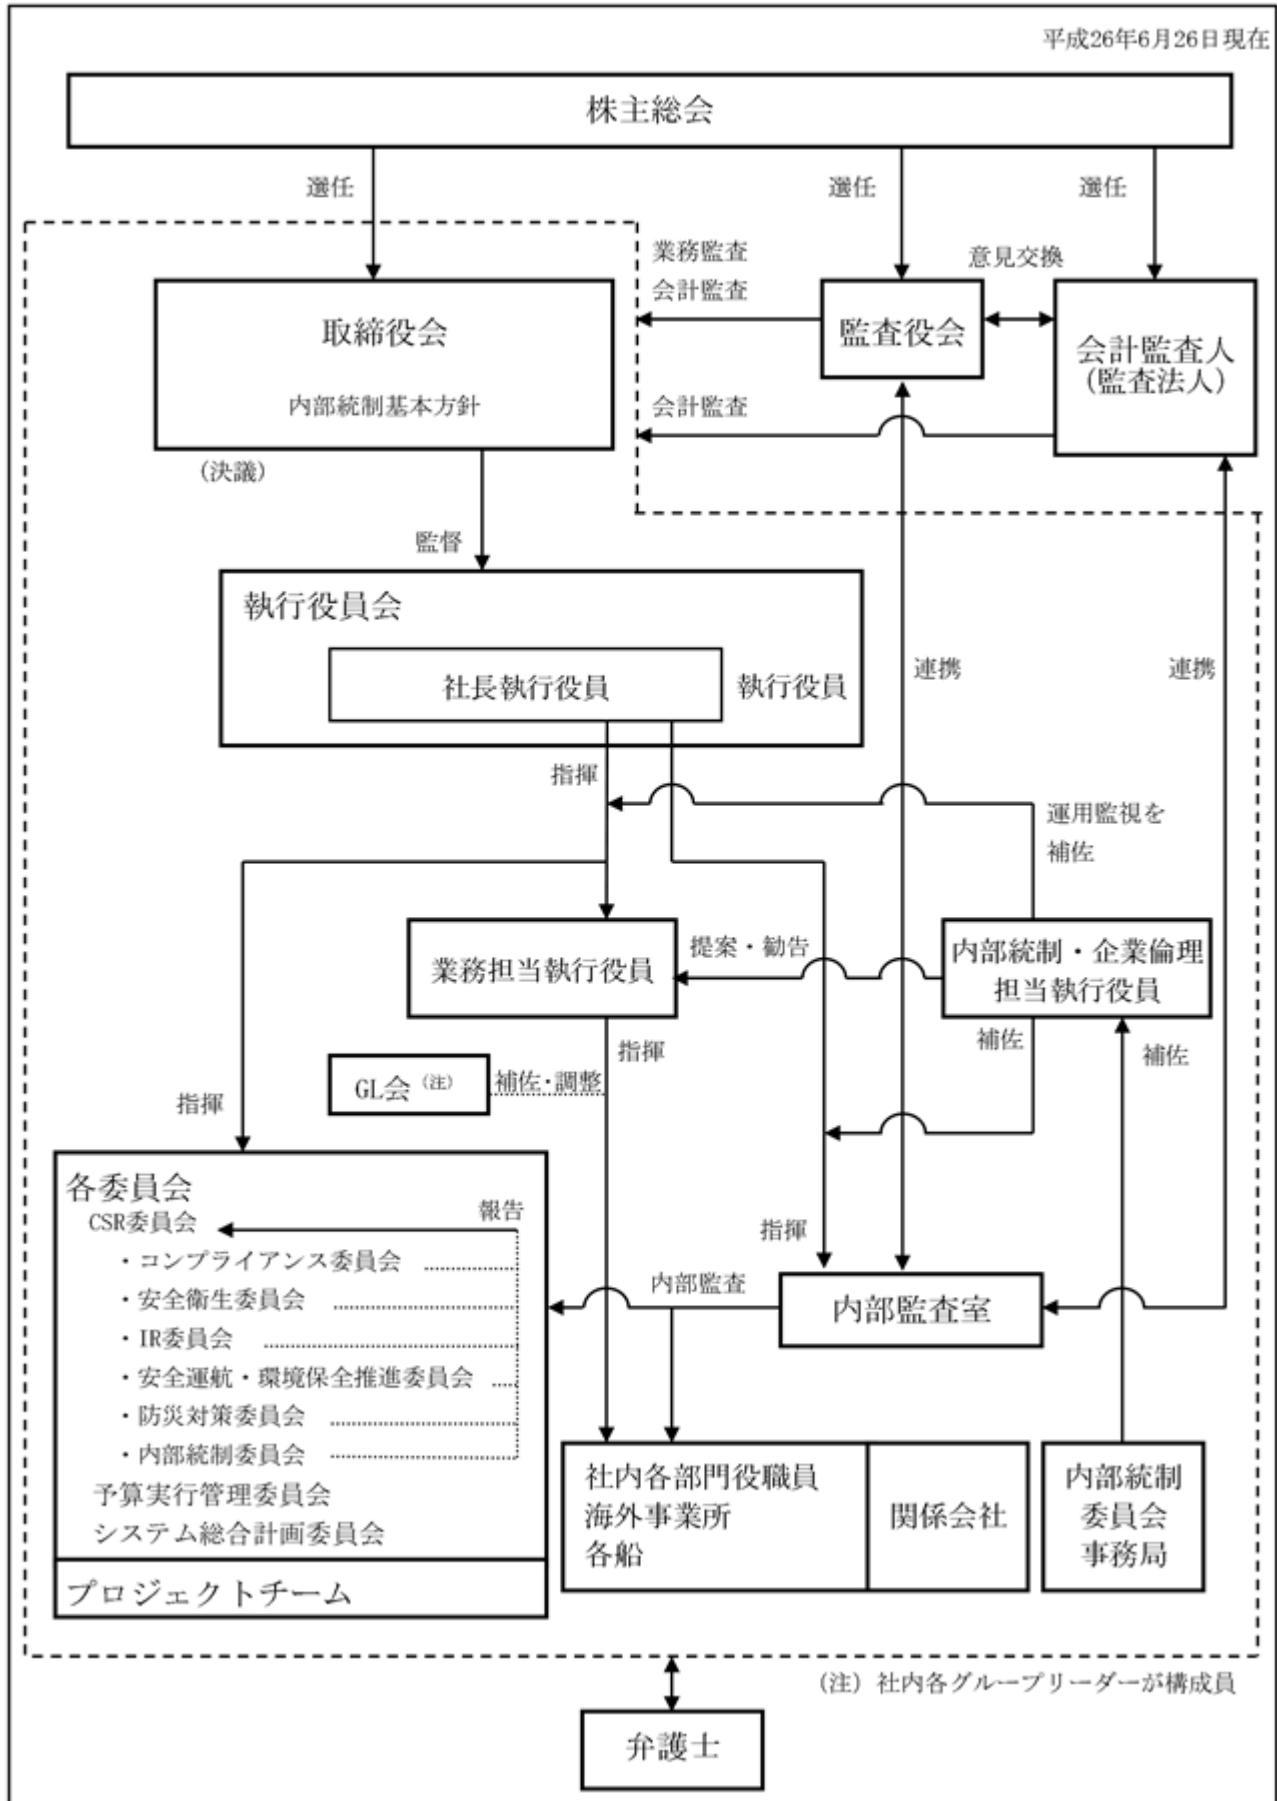 平成26年6月26日現在
株主総会
選任
選任
選任
業務監査
会計監査
意見交換
取締役会
内部統制基本方針
監査役会
会計監査人
(監査法人)
会計監査
(決議)
監督
執行役員会
社長執行役員
執行役員
連携
連携
指揮
運用監視を
補佐
業務担当執行役員
提案・勧告
内部統制・企業倫理
担当執行役員
指揮
補佐
補佐
GL会(注)
補佐・調整
指揮
各委員会
CSR委員会
報告
・コンプライアンス委員会
・安全衛生委員会
・IR委員会
・安全運航・環境保全推進委員会
・防災対策委員会
・内部統制委員会
予算実行管理委員会
システム総合計画委員会
プロジェクトチーム
指揮
内部監査
内部監査室
社内各部門役職員
海外事業所
各船
関係会社
内部統制
委員会
事務局
(注) 社内各グループリーダーが構成員
弁護士